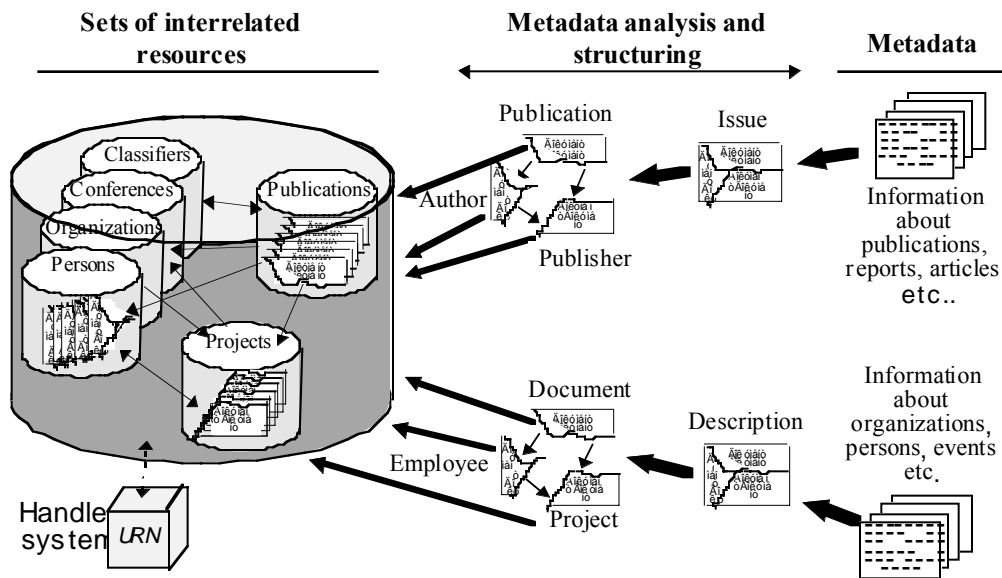 Sets of interrelated
resources
Metadata analysis and
structuring
Metadata
Classifiers
Conferences
Organizations
Persons
Publications
Projects
Handle
system
URN
Publication
Author
Publisher
Issue
Information
about
publications,
reports, articles
etc..
Document
Employee
Project
Description
Information
about
organizations,
persons, events
etc.